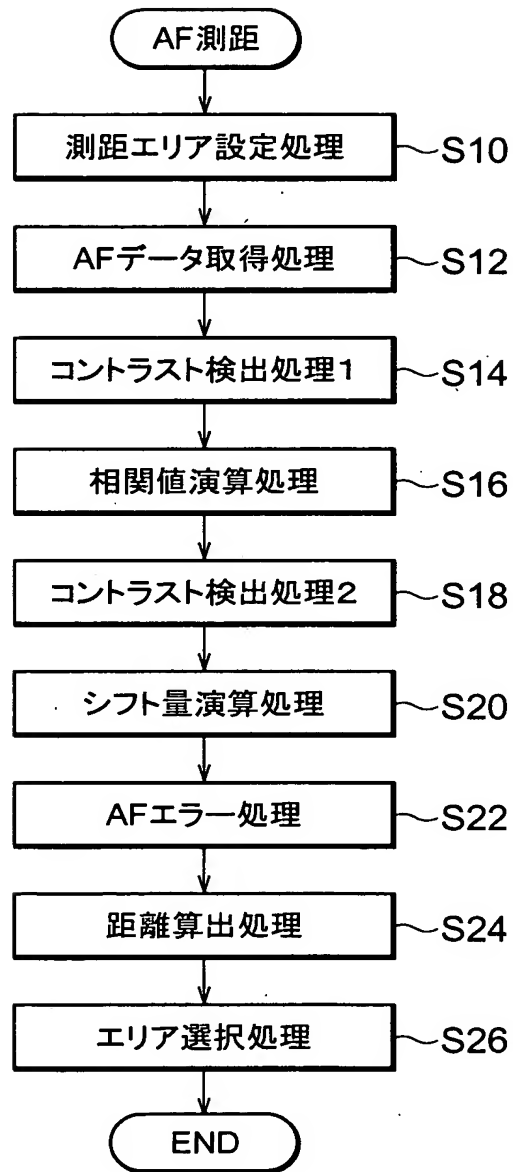 AF測距
測距エリア設定処理 S10
AFデータ取得処理 S12
コントラスト検出処理1 S14
相関値演算処理 S16
コントラスト検出処理2 S18
シフト量演算処理 S20
AFエラー処理 S22
距離算出処理 S24
エリア選択処理 S26
END